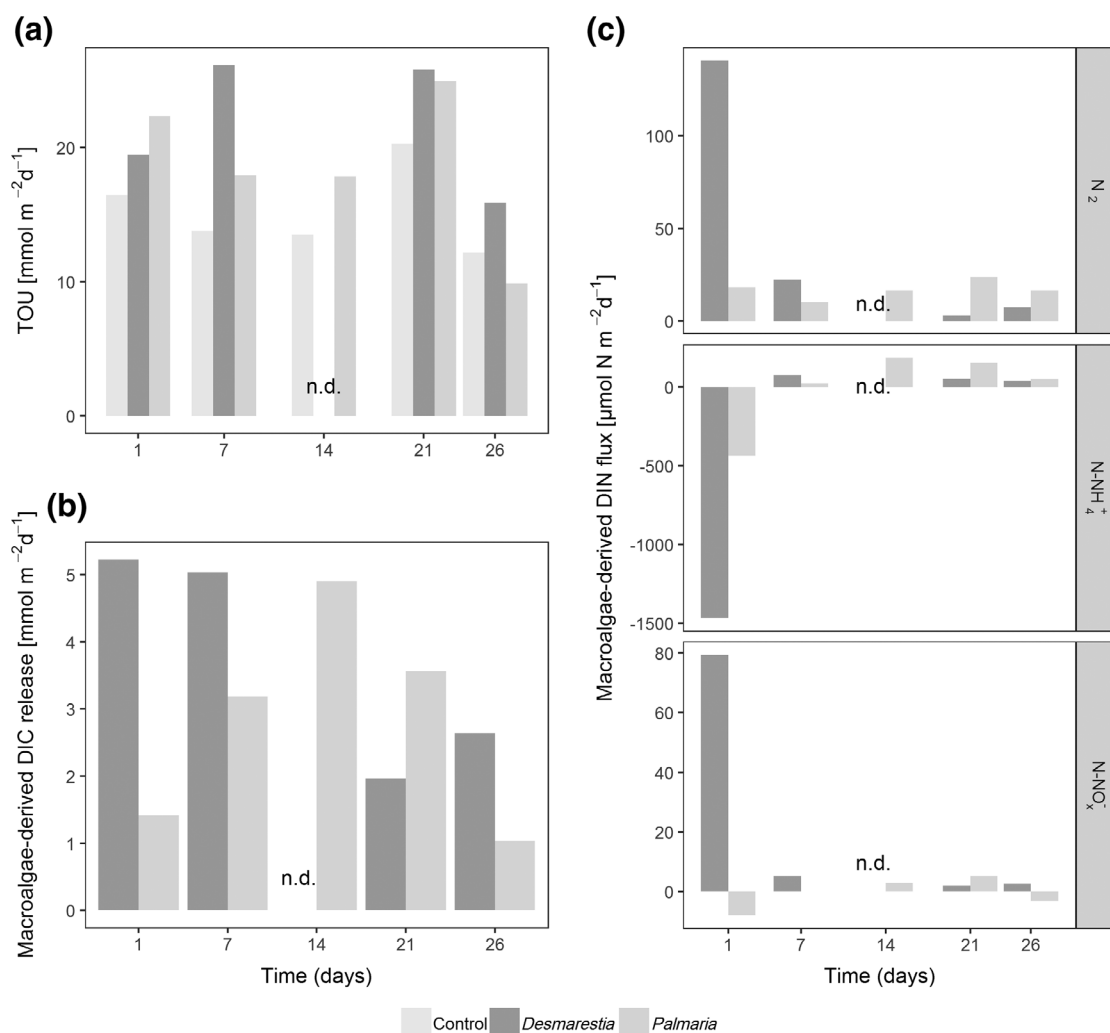 (a)
TOU [mmol m⁻²d⁻¹]
20
10
0
n.d.
1 7 14 21 26
(b)
Macroalgae-derived DIC release [mmol m⁻²d⁻¹]
5
4
3
2
1
0
n.d.
1 7 14 21 26
Time (days)
(c)
Macroalgae-derived DIN flux [µmol N m⁻²d⁻¹]
100
50
0
n.d.
N₂
0
-500
-1000
-1500
n.d.
N-NH₄⁺
80
60
40
20
0
n.d.
N-NOₓ⁻
1 7 14 21 26
Time (days)
Control Desmarestia Palmaria